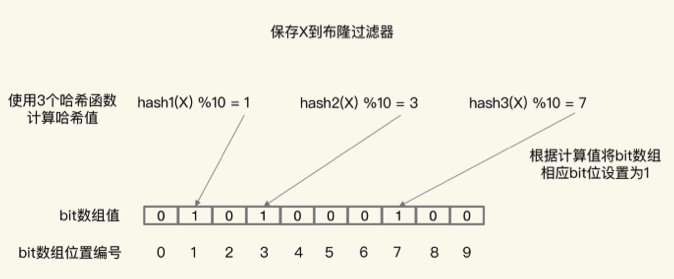 保存X到布隆过滤器
使用3个哈希函数
计算哈希值
hash1(X) %10 = 1
hash2(X) %10 = 3
hash3(X) %10 = 7
根据计算值将bit数组
相应bit位设置为1
bit数组值 0 1 0 1 0 0 0 1 0 0
bit数组位置编号 0 1 2 3 4 5 6 7 8 9